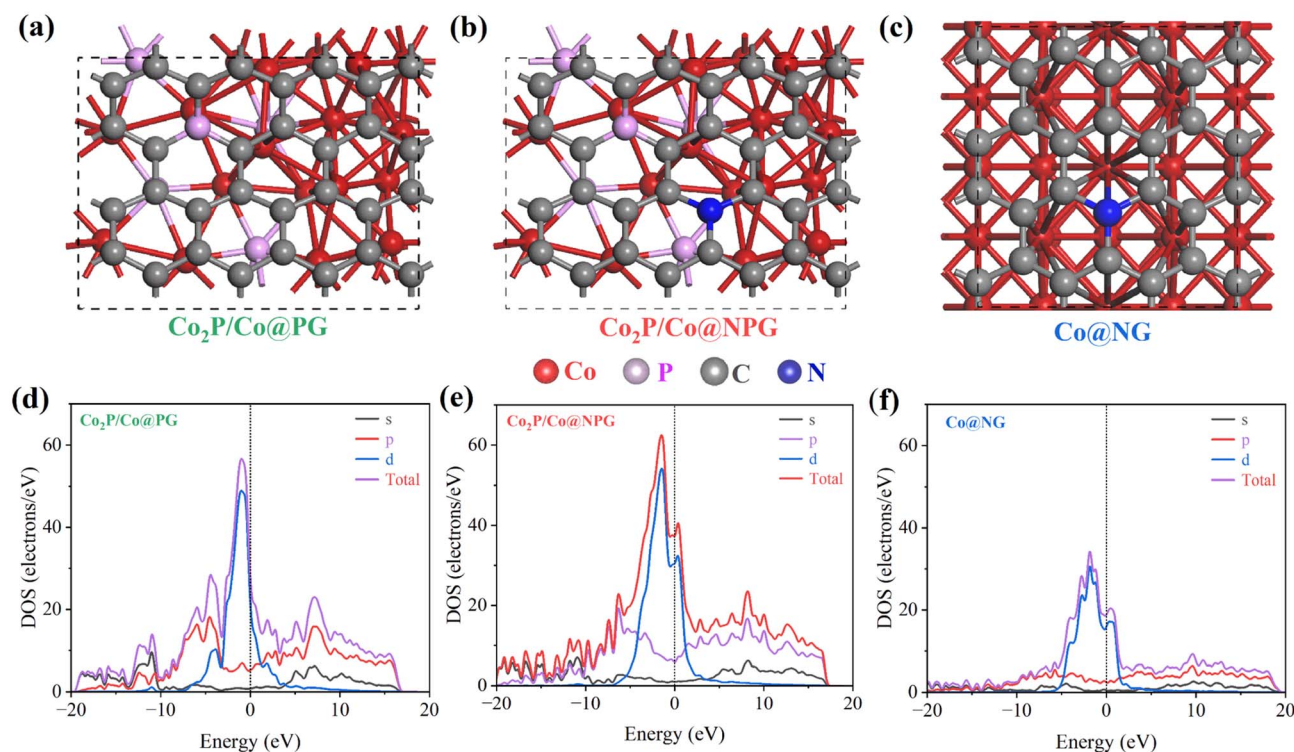 (a)
(b)
(c)
Co₂P/Co@PG
Co₂P/Co@NPG
Co@NG
Co P C N
(d)
Co₂P/Co@PG
s
p
d
Total
60
40
20
0
DOS (electrons/eV)
−20 −10 0 10 20
Energy (eV)
(e)
Co₂P/Co@NPG
s
p
d
Total
60
40
20
0
DOS (electrons/eV)
−20 −10 0 10 20
Energy (eV)
(f)
Co@NG
s
p
d
Total
60
40
20
0
DOS (electrons/eV)
−20 −10 0 10 20
Energy (eV)